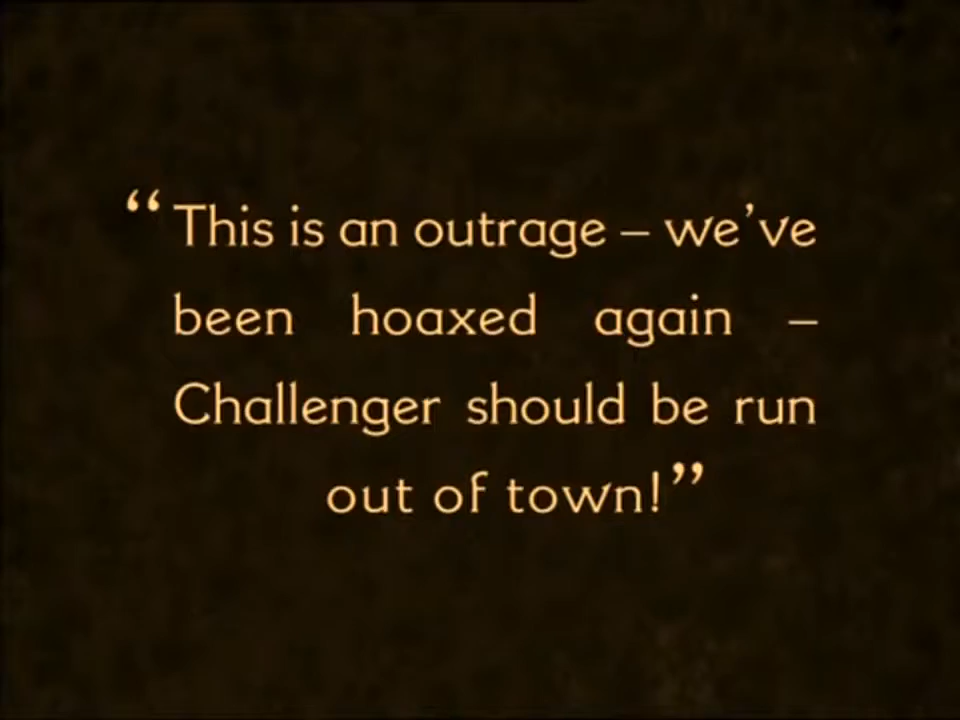 “This is an outrage – we’ve
been hoaxed again –
Challenger should be run
out of town!”